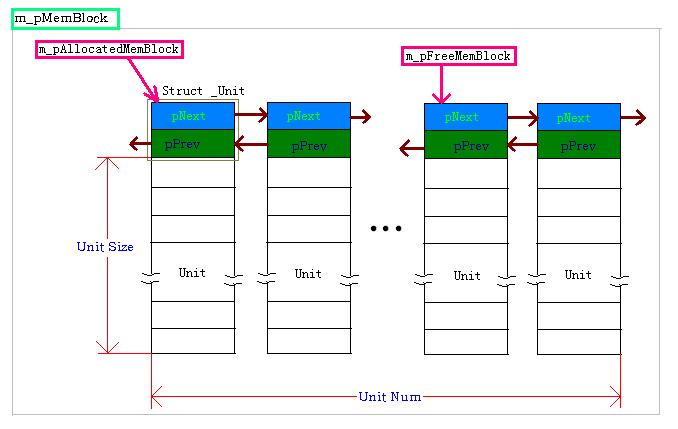 m_pMemBlock
m_pAllocatedMemBlock
m_pFreeMemBlock
Struct _Unit
pNext pNext pNext pNext
pPrev pPrev pPrev pPrev
Unit Size
Unit Unit Unit Unit
Unit Num